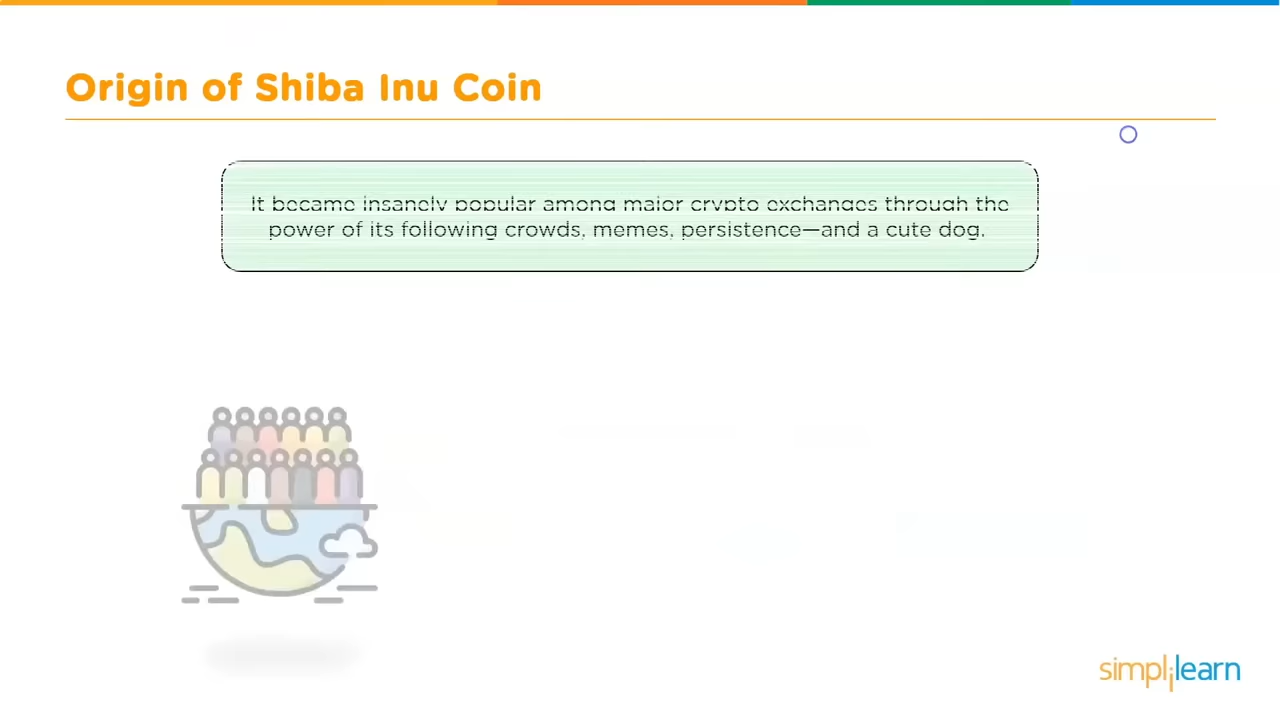 Origin of Shiba Inu Coin
It became insanely popular among major crypto exchanges through the
power of its following crowds, memes, persistence—and a cute dog.
simplilearn